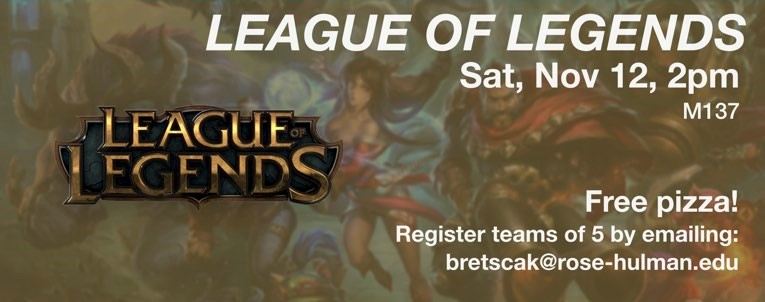 LEAGUE OF LEGENDS
Sat, Nov 12, 2pm
M137
LEAGUE OF
LEGENDS
Free pizza!
Register teams of 5 by emailing:
bretscak@rose-hulman.edu